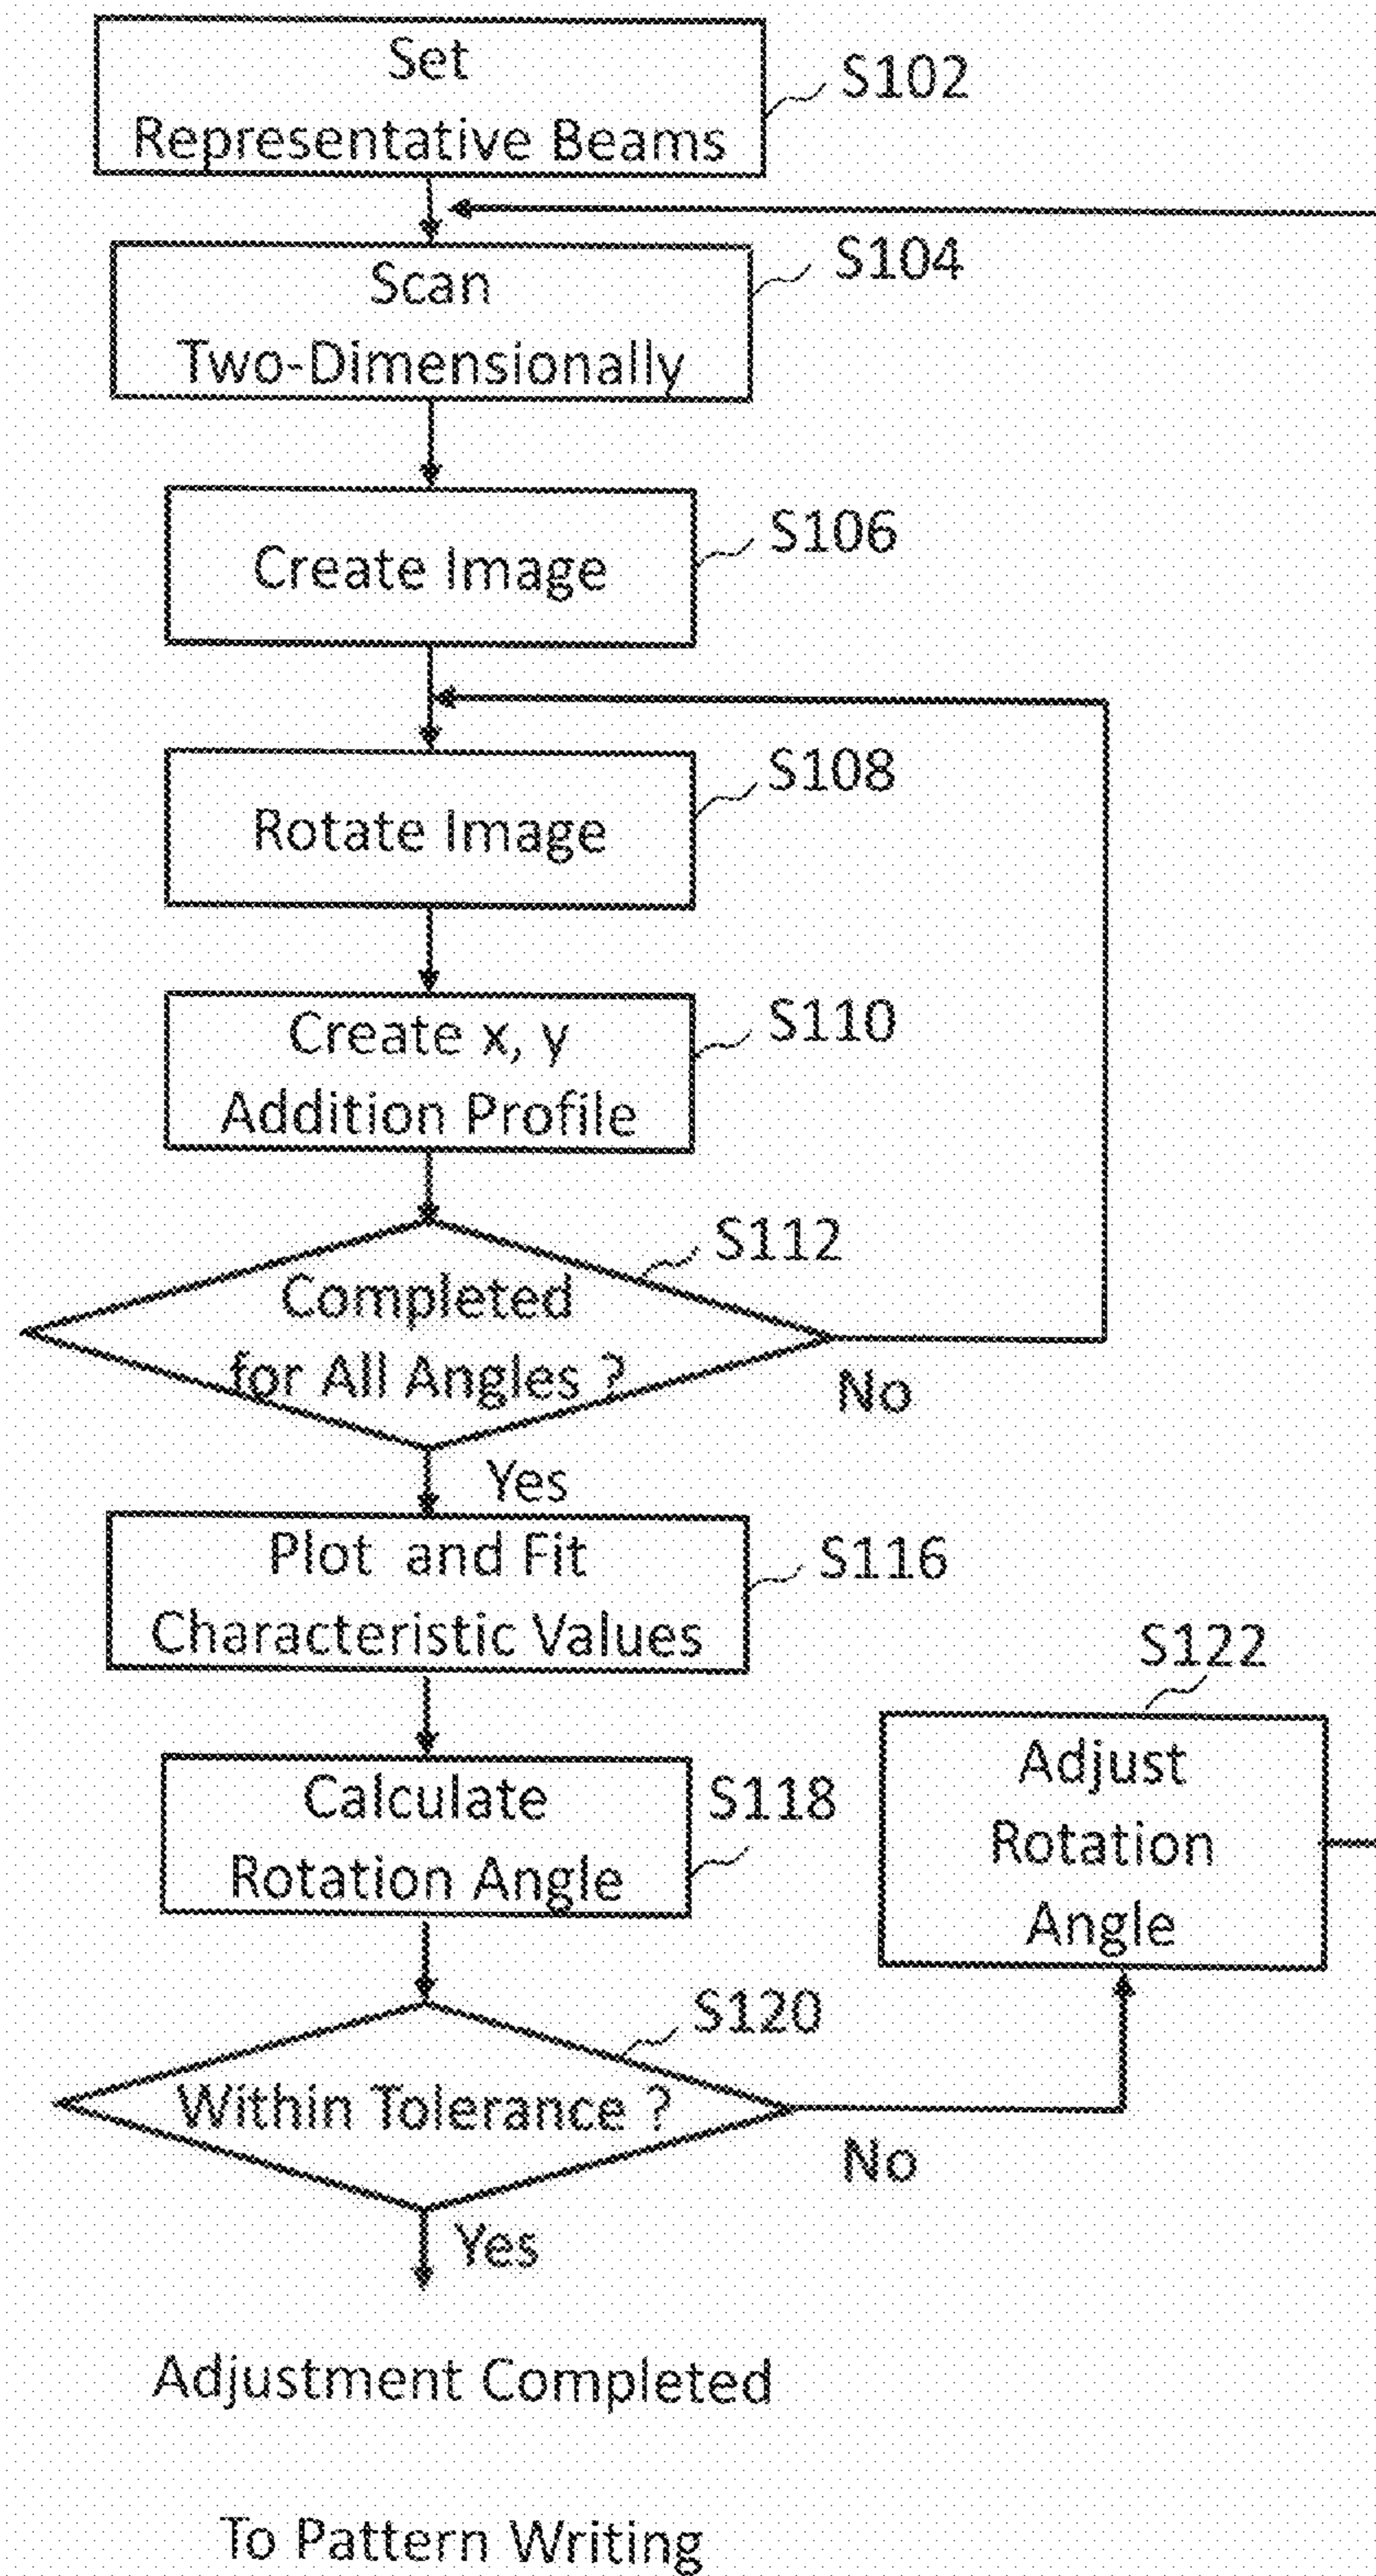 Set
Representative Beams
S102
Scan
Two-Dimensionally
S104
Create Image
S106
Rotate Image
S108
Create x, y
Addition Profile
S110
Completed
for All Angles ?
S112
No
Yes
Plot and Fit
Characteristic Values
S116
Calculate
Rotation Angle
S118
S122
Adjust
Rotation
Angle
Within Tolerance ?
S120
No
Yes
Adjustment Completed
To Pattern Writing